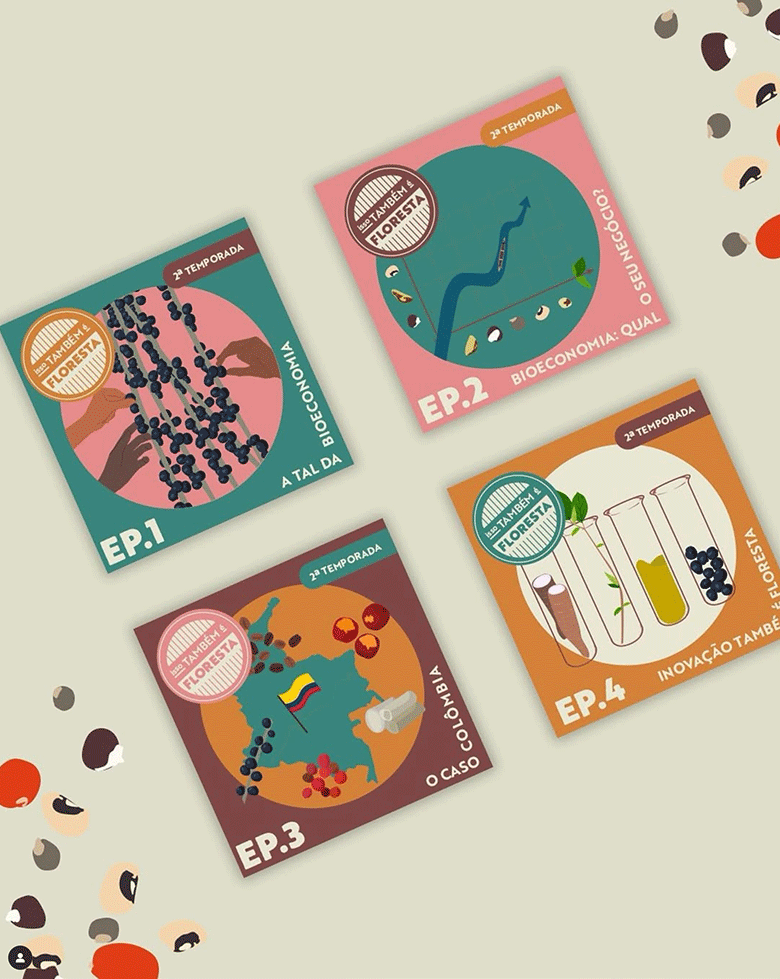 2ª TEMPORADA
isso TAMBÉM é
FLORESTA
A TAL DA
BIOECONOMIA
EP.1
2ª TEMPORADA
isso TAMBÉM é
FLORESTA
BIOECONOMIA: QUAL
O SEU NEGÓCIO?
EP.2
2ª TEMPORADA
isso TAMBÉM é
FLORESTA
O CASO
COLÔMBIA
EP.3
2ª TEMPORADA
isso TAMBÉM é
FLORESTA
INOVAÇÃO TAMBÉ
FLORESTA
EP.4